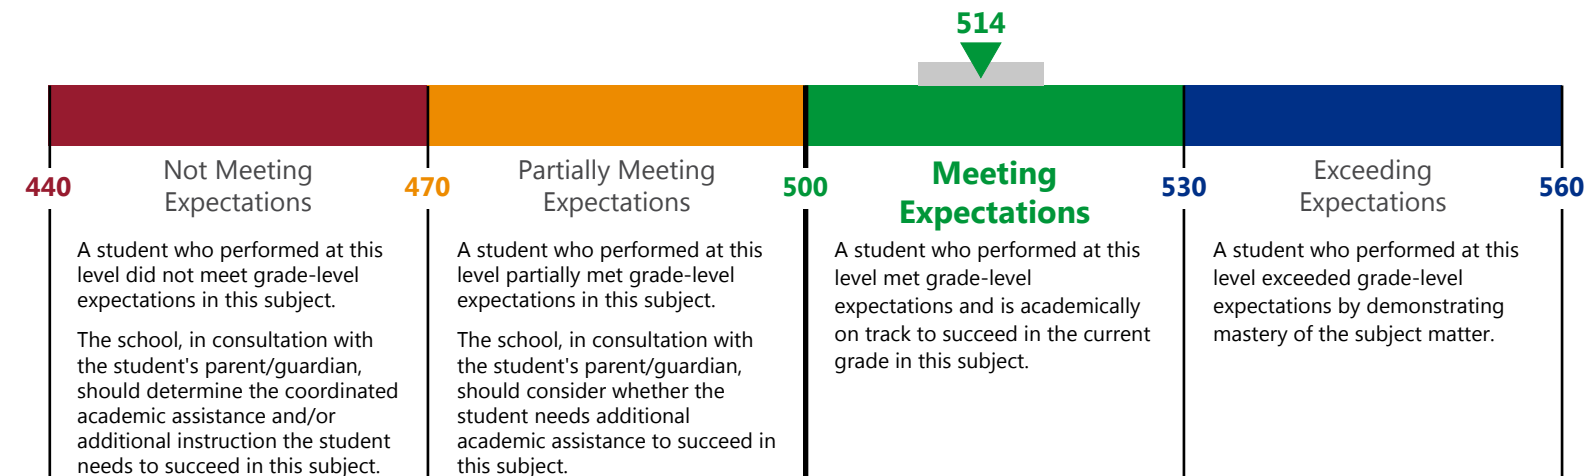 514
440
Not Meeting
Expectations
470
Partially Meeting
Expectations
500
Meeting
Expectations
530
Exceeding
Expectations
560
A student who performed at this
level did not meet grade-level
expectations in this subject.
The school, in consultation with
the student's parent/guardian,
should determine the coordinated
academic assistance and/or
additional instruction the student
needs to succeed in this subject.
A student who performed at this
level partially met grade-level
expectations in this subject.
The school, in consultation with
the student's parent/guardian,
should consider whether the
student needs additional
academic assistance to succeed in
this subject.
A student who performed at this
level met grade-level
expectations and is academically
on track to succeed in the current
grade in this subject.
A student who performed at this
level exceeded grade-level
expectations by demonstrating
mastery of the subject matter.